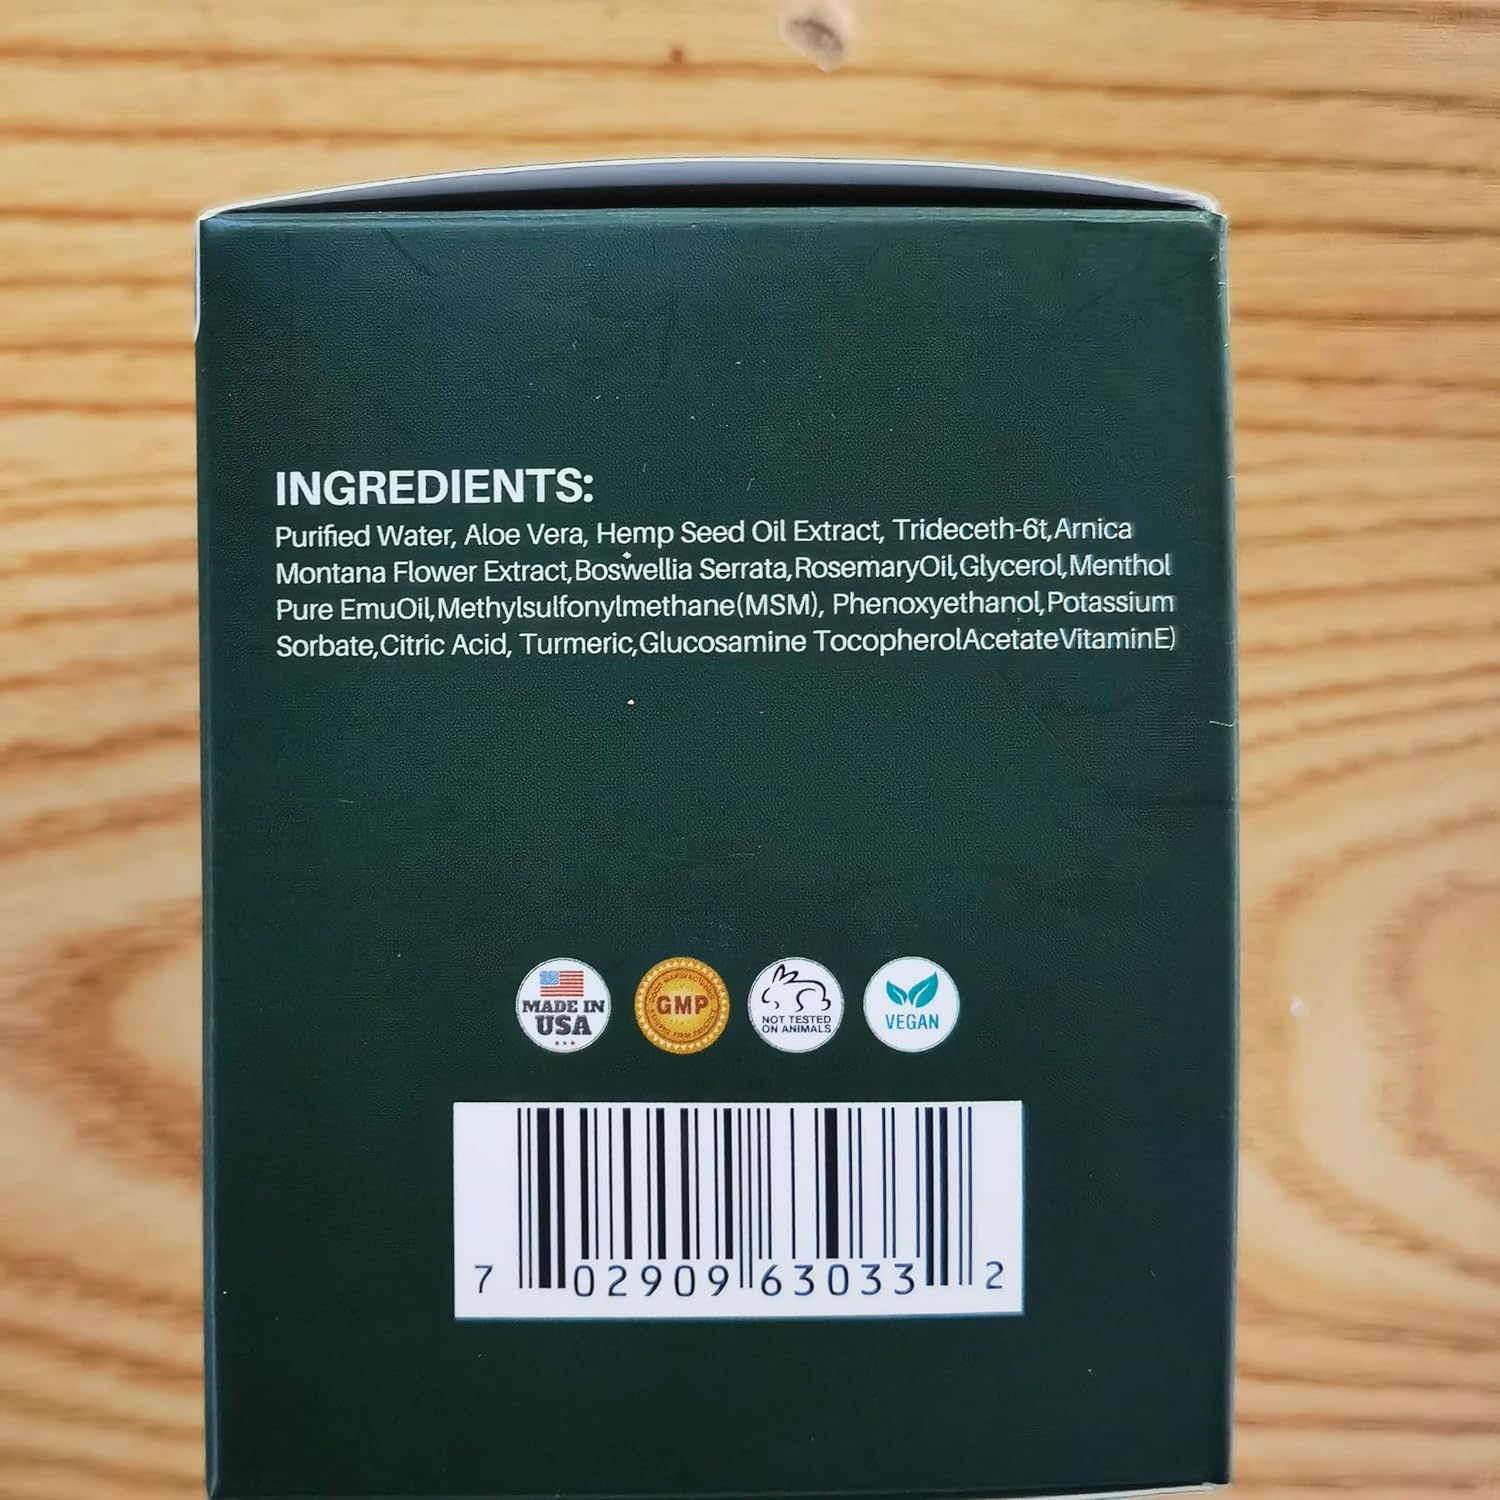 INGREDIENTS:
Purified Water, Aloe Vera, Hemp Seed Oil Extract, Trideceth-6t,Arnica
Montana Flower Extract,Boswellia Serrata,RosemaryOil,Glycerol,Menthol
Pure EmuOil,Methylsulfonylmethane(MSM), Phenoxyethanol,Potassium
Sorbate,Citric Acid, Turmeric,Glucosamine TocopherolAcetateVitaminE)
MADE IN
USA
GMP
NOT TESTED
ON ANIMALS
VEGAN
7 02909 63033 2